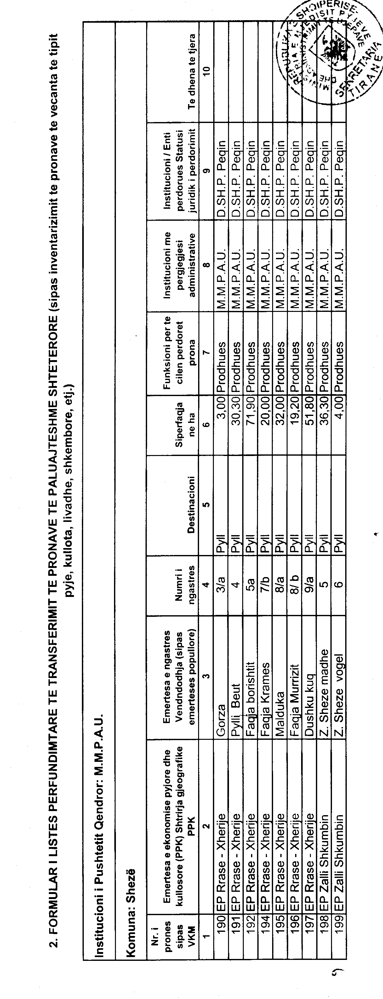 2. FORMULAR I LISTES PERFUNDIMTARE TE TRANSFERIMIT TE PRONAVE TE PALUAJTESHME SHTETERORE (sipas inventarizimit te pronave te vecanta te tipit
pyje, kullota, livadhe, shkembore, etj.)
Institucioni i Pushtetit Qendror: M.M.P.A.U.
Komuna: Shezë
Nr. i prones sipas VKM | Emertesa e ekonomise pyjore dhe kullosore (PPK) Shtrirja gjeografike PPK | Emertesa e ngastres Vendndodhja (sipas emerteses popullore) | Numri i ngastres | Destinacioni | Siperfaqja ne ha | Funksioni per te cilen perdoret prona | Institucioni me pergjegjesi administrative | Institucioni / Enti perdorues Statusi juridik i perdorimit | Te dhena te tjera
1 2 3 4 5 6 7 8 9 10
190 EP Rrase - Xherije Gorza 3/a Pyll 3,00 Prodhues M.M.P.A.U. D.SH.P. Peqin
191 EP Rrase - Xherije Pylli Beut 4 Pyll 30,30 Prodhues M.M.P.A.U. D.SH.P. Peqin
192 EP Rrase - Xherije Faqja borishtit 5a Pyll 71,90 Prodhues M.M.P.A.U. D.SH.P. Peqin
194 EP Rrase - Xherije Faqja Krames 7/b Pyll 20,00 Prodhues M.M.P.A.U. D.SH.P. Peqin
195 EP Rrase - Xherije Malduka 8/a Pyll 32,00 Prodhues M.M.P.A.U. D.SH.P. Peqin
196 EP Rrase - Xherije Faqja Murrizit 8/ b Pyll 19,20 Prodhues M.M.P.A.U. D.SH.P. Peqin
197 EP Rrase - Xherije Dushku kuq 9/a Pyll 51,80 Prodhues M.M.P.A.U. D.SH.P. Peqin
198 EP Zalli Shkumbin Z. Sheze madhe 5 Pyll 36,30 Prodhues M.M.P.A.U. D.SH.P. Peqin
199 EP Zalli Shkumbin Z. Sheze vogel 6 Pyll 4,00 Prodhues M.M.P.A.U. D.SH.P. Peqin
REPUBLIKA E SHQIPERISE
MINISTRIA E MJEDISIT PYJEVE
DHE ADMINISTRIMIT TE UJERAVE
SEKRETARIA
TIRANE